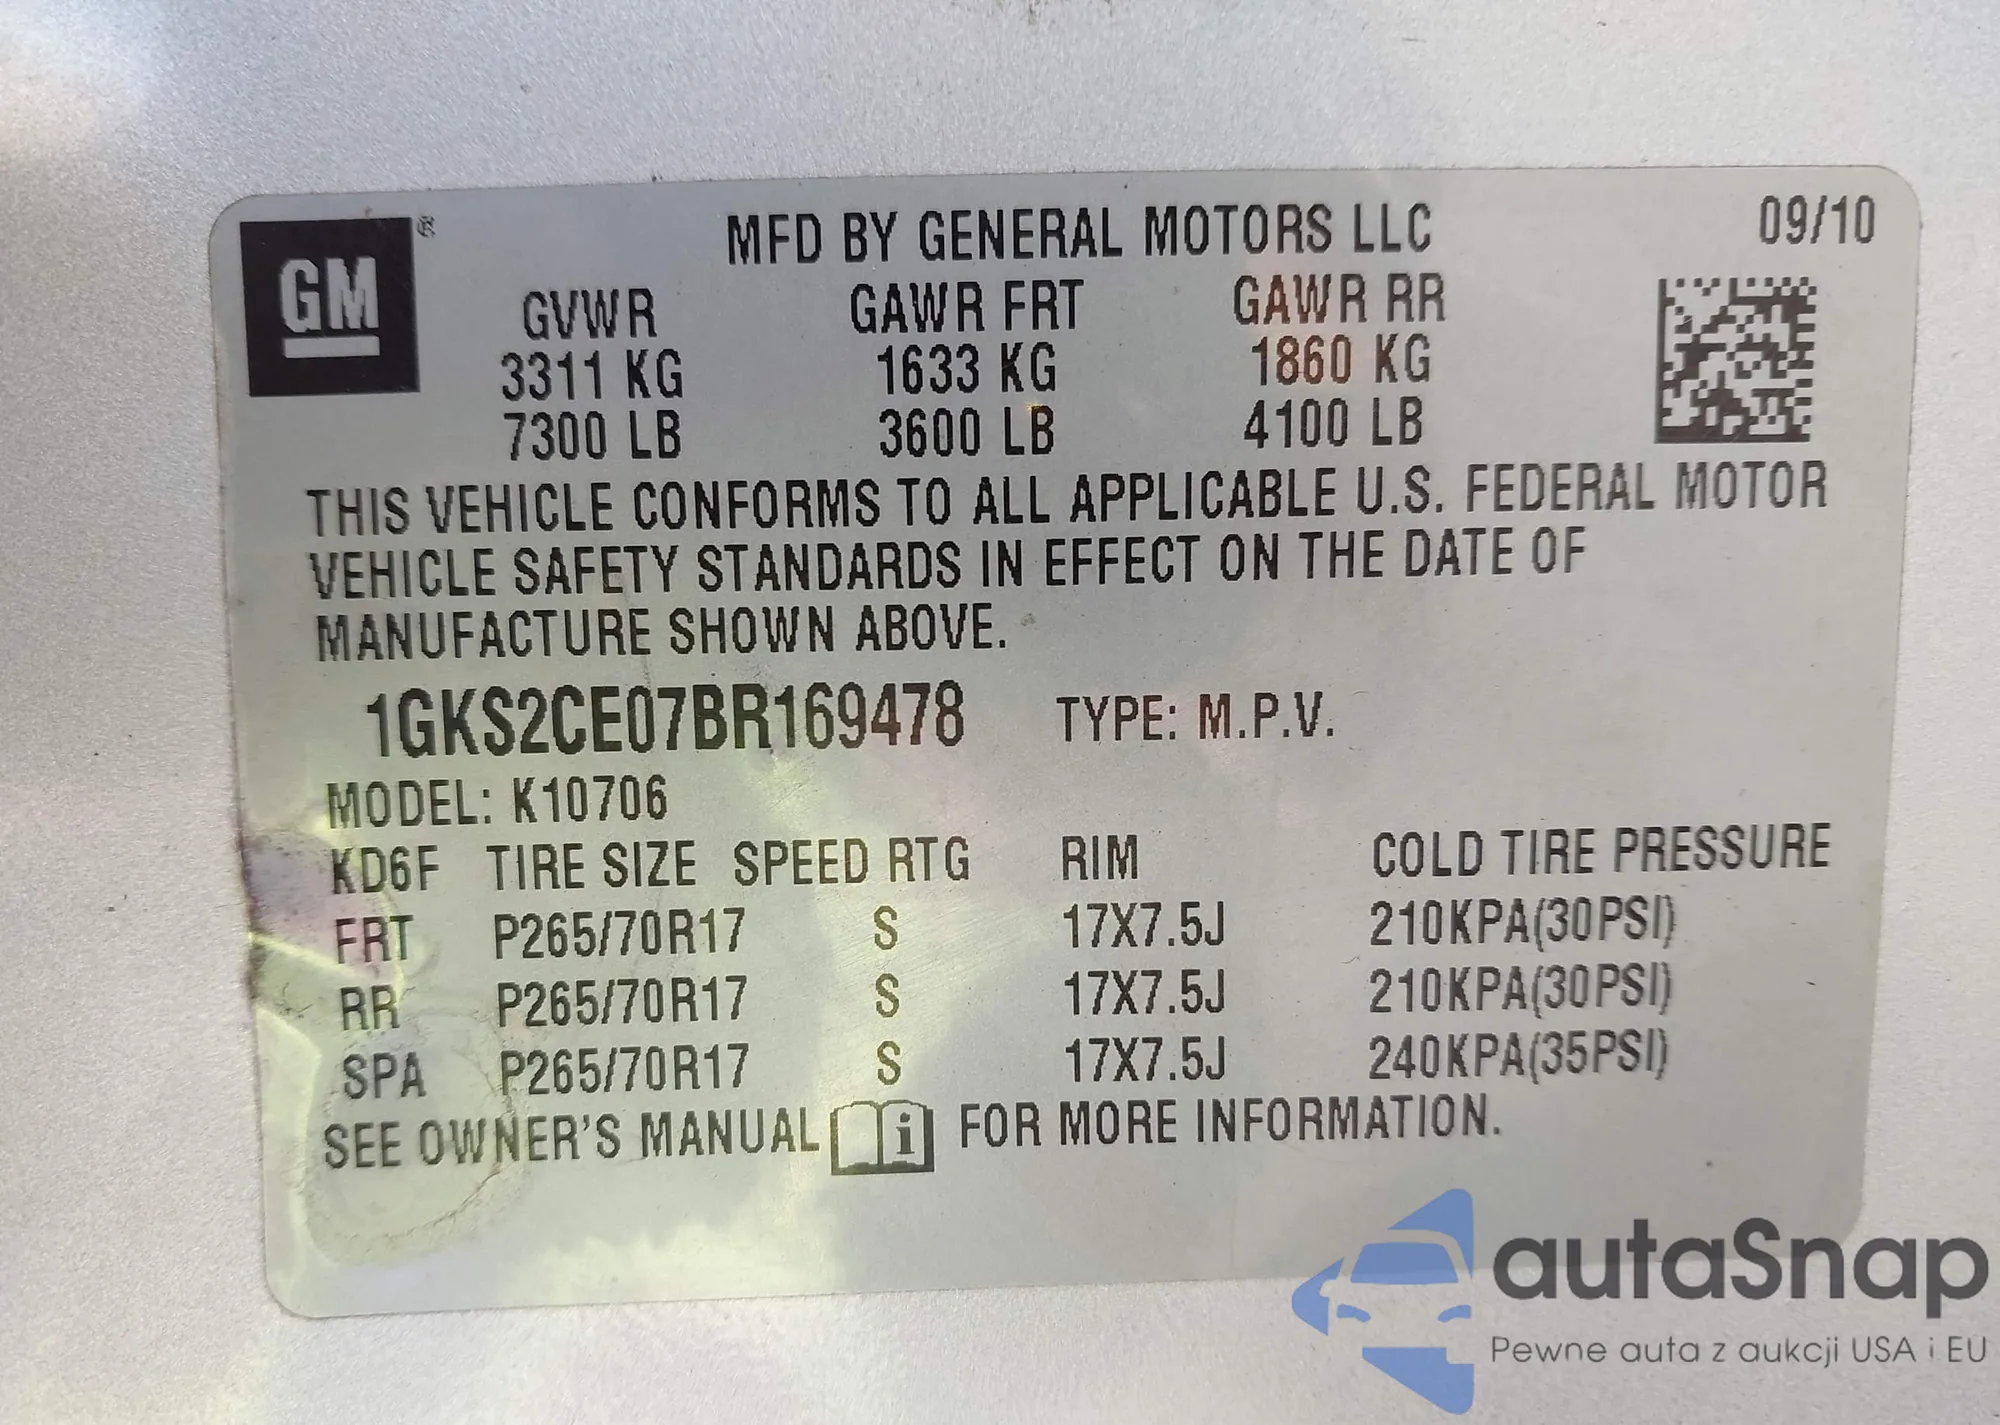 GM ®
MFD BY GENERAL MOTORS LLC 09/10
GVWR GAWR FRT GAWR RR
3311 KG 1633 KG 1860 KG
7300 LB 3600 LB 4100 LB
THIS VEHICLE CONFORMS TO ALL APPLICABLE U.S. FEDERAL MOTOR
VEHICLE SAFETY STANDARDS IN EFFECT ON THE DATE OF
MANUFACTURE SHOWN ABOVE.
1GKS2CE07BR169478 TYPE: M.P.V.
MODEL: K10706
KD6F TIRE SIZE SPEED RTG RIM COLD TIRE PRESSURE
FRT P265/70R17 S 17X7.5J 210KPA(30PSI)
RR P265/70R17 S 17X7.5J 210KPA(30PSI)
SPA P265/70R17 S 17X7.5J 240KPA(35PSI)
SEE OWNER'S MANUAL i FOR MORE INFORMATION.
autaSnap
Pewne auta z aukcji USA i EU